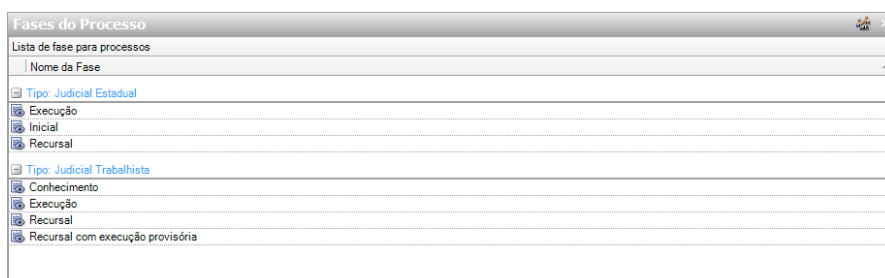 Fases do Processo
Lista de fase para processos
Nome da Fase
Tipo: Judicial Estadual
Execução
Inicial
Recursal
Tipo: Judicial Trabalhista
Conhecimento
Execução
Recursal
Recursal com execução provisória